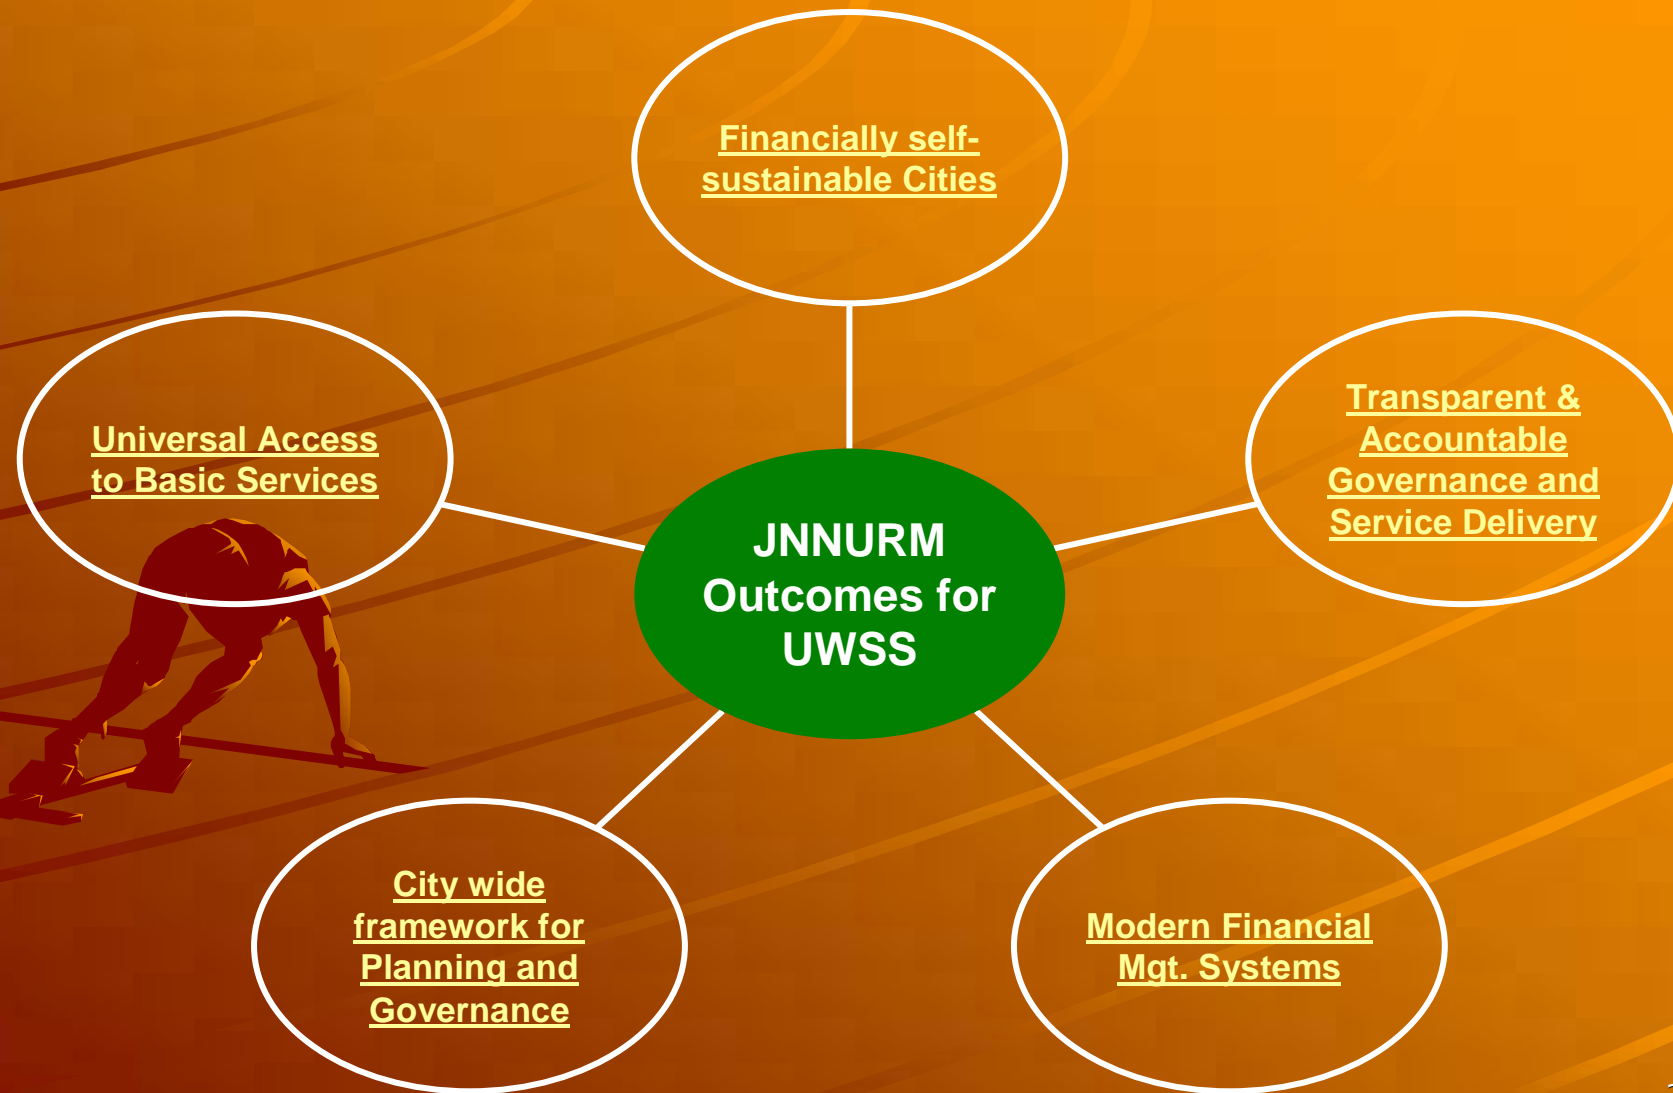 Financially self-
sustainable Cities
Universal Access
to Basic Services
Transparent &
Accountable
Governance and
Service Delivery
JNNURM
Outcomes for
UWSS
City wide
framework for
Planning and
Governance
Modern Financial
Mgt. Systems